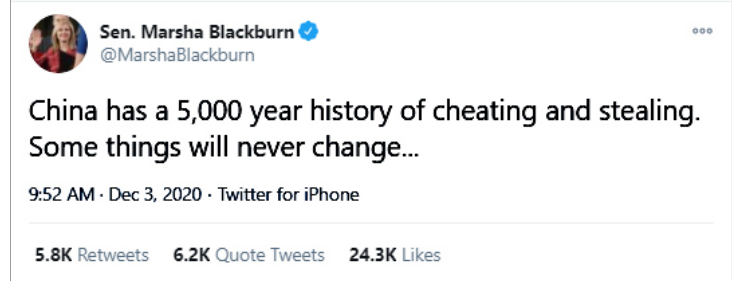 Sen. Marsha Blackburn
@MarshaBlackburn
China has a 5,000 year history of cheating and stealing.
Some things will never change...
9:52 AM · Dec 3, 2020 · Twitter for iPhone
5.8K Retweets 6.2K Quote Tweets 24.3K Likes